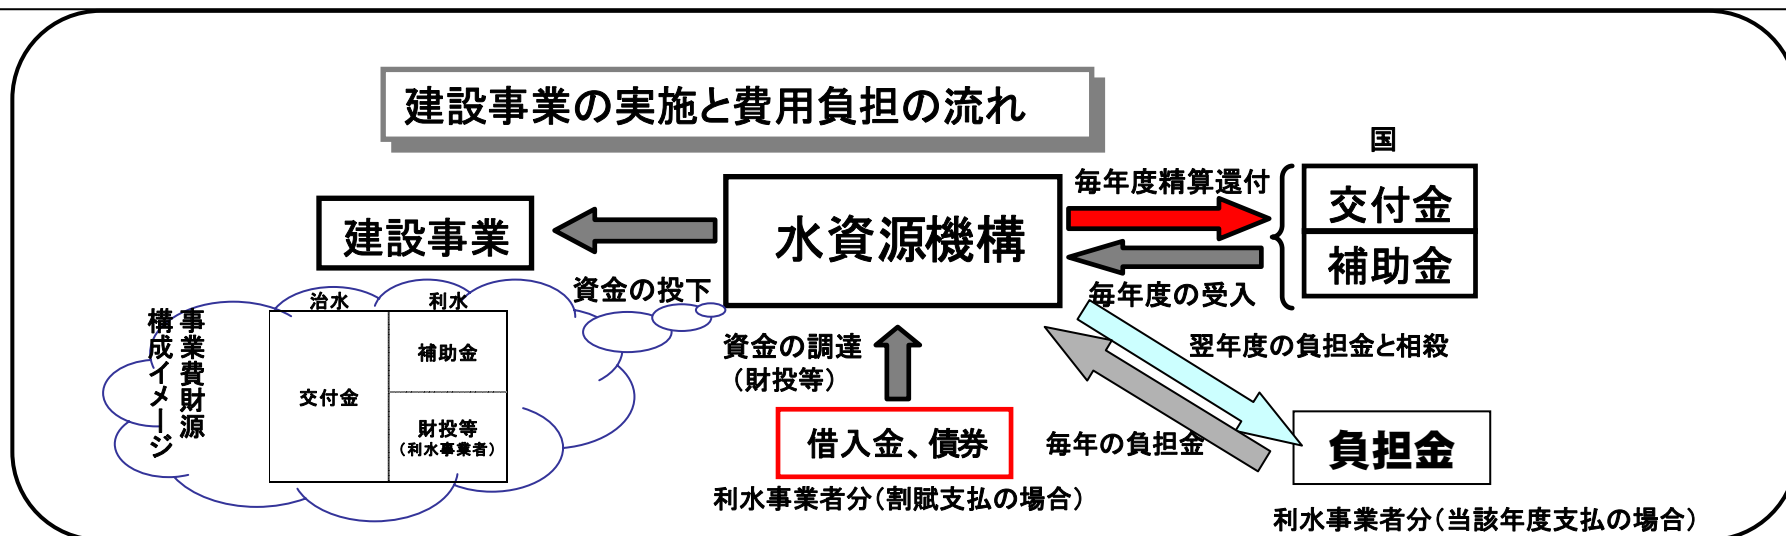 建設事業の実施と費用負担の流れ
国
毎年度精算還付
交付金
補助金
建設事業
水資源機構
資金の投下
毎年度の受入
治水
利水
事業費財源
構成イメージ
補助金
交付金
財投等
（利水事業者）
資金の調達
（財投等）
翌年度の負担金と相殺
借入金、債券
毎年の負担金
負担金
利水事業者分（割賦支払の場合）
利水事業者分（当該年度支払の場合）